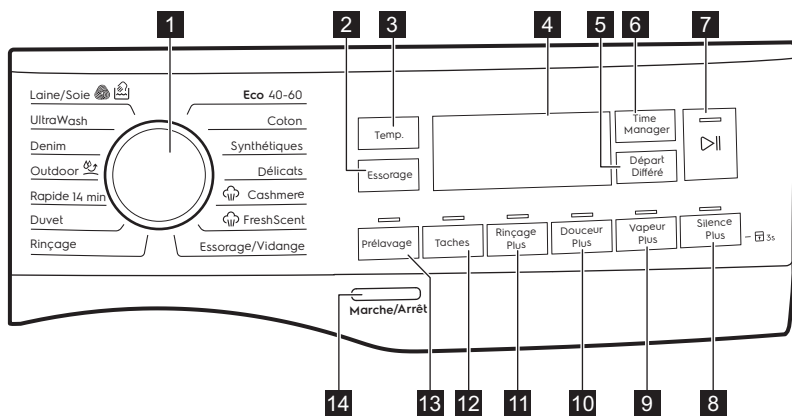 1
2
3
4
5
6
7
Laine/Soie
UltraWash
Denim
Outdoor
Rapide 14 min
Duvet
Rinçage
Eco 40-60
Coton
Synthétiques
Délicats
Cashmere
FreshScent
Essorage/Vidange
Temp.
Essorage
Time
Manager
Départ
Différé
Prélavage
Taches
Rinçage
Plus
Douceur
Plus
Vapeur
Plus
Silence
Plus
3s
Marche/Arrêt
14
13
12
11
10
9
8